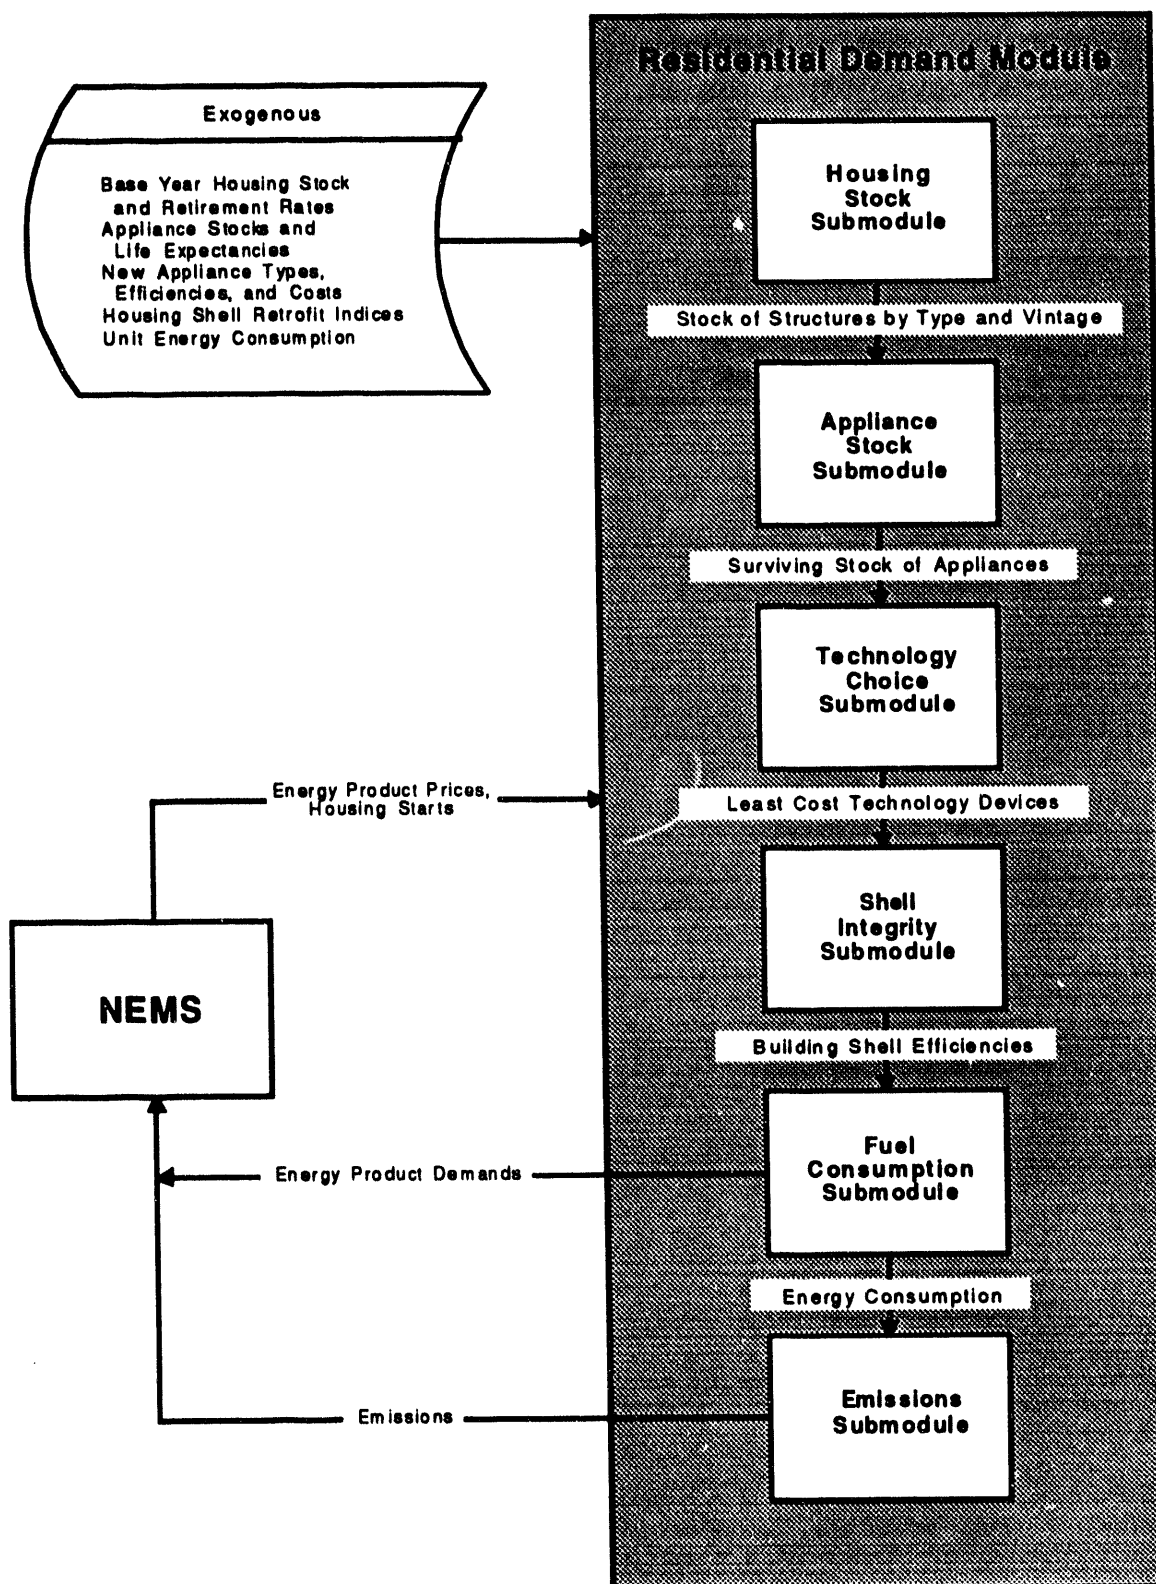 Residential Demand Module
Exogenous
Base Year Housing Stock
and Retirement Rates
Appliance Stocks and
Life Expectancies
New Appliance Types,
Efficiencies, and Costs
Housing Shell Retrofit Indices
Unit Energy Consumption
Housing
Stock
Submodule
Stock of Structures by Type and Vintage
Appliance
Stock
Submodule
Surviving Stock of Appliances
Technology
Choice
Submodule
Energy Product Prices,
Housing Starts
Least Cost Technology Devices
Shell
Integrity
Submodule
NEMS
Building Shell Efficiencies
Fuel
Consumption
Submodule
Energy Product Demands
Energy Consumption
Emissions
Submodule
Emissions